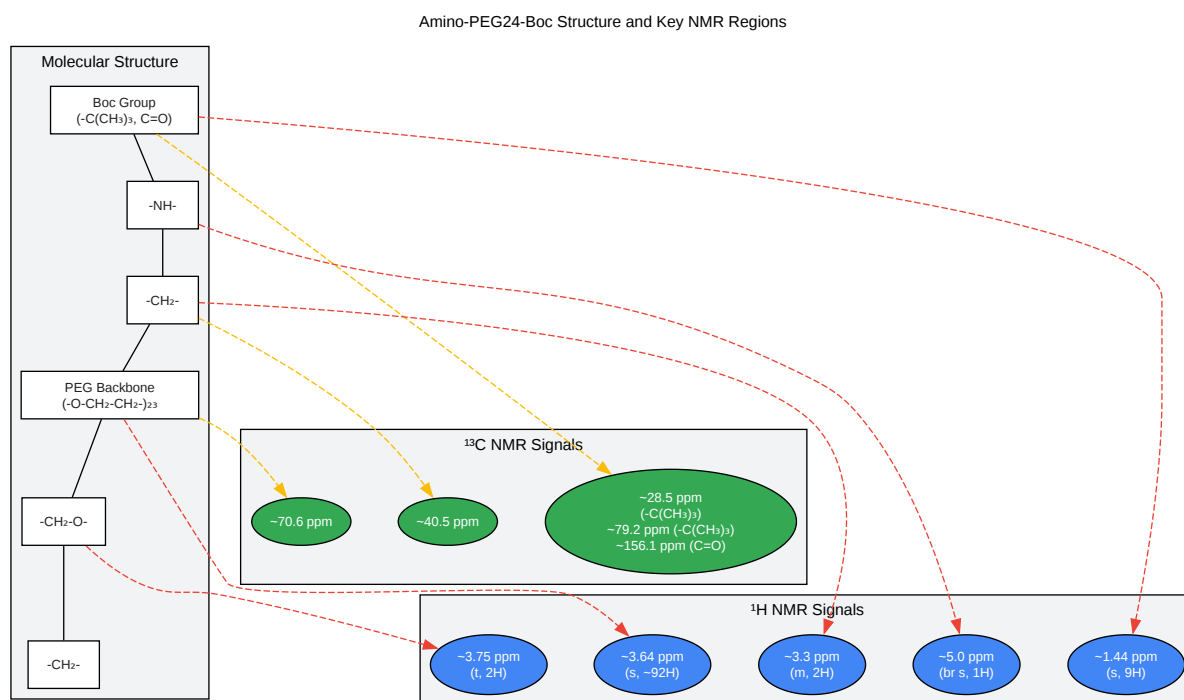 Amino-PEG24-Boc Structure and Key NMR Regions
Molecular Structure
Boc Group
(-C(CH₃)₃, C=O)
-NH-
-CH₂-
PEG Backbone
(-O-CH₂-CH₂-)₂₃
-CH₂-O-
-CH₂-
¹³C NMR Signals
~70.6 ppm
~40.5 ppm
~28.5 ppm
(-C(CH₃)₃)
~79.2 ppm (-C(CH₃)₃)
~156.1 ppm (C=O)
¹H NMR Signals
~3.75 ppm
(t, 2H)
~3.64 ppm
(s, ~92H)
~3.3 ppm
(m, 2H)
~5.0 ppm
(br s, 1H)
~1.44 ppm
(s, 9H)